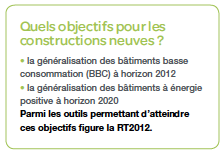 Quels objectifs pour les
constructions neuves ?
• la généralisation des bâtiments basse
consommation (BBC) à horizon 2012
• la généralisation des bâtiments à énergie
positive à horizon 2020
Parmi les outils permettant d'atteindre
ces objectifs figure la RT2012.